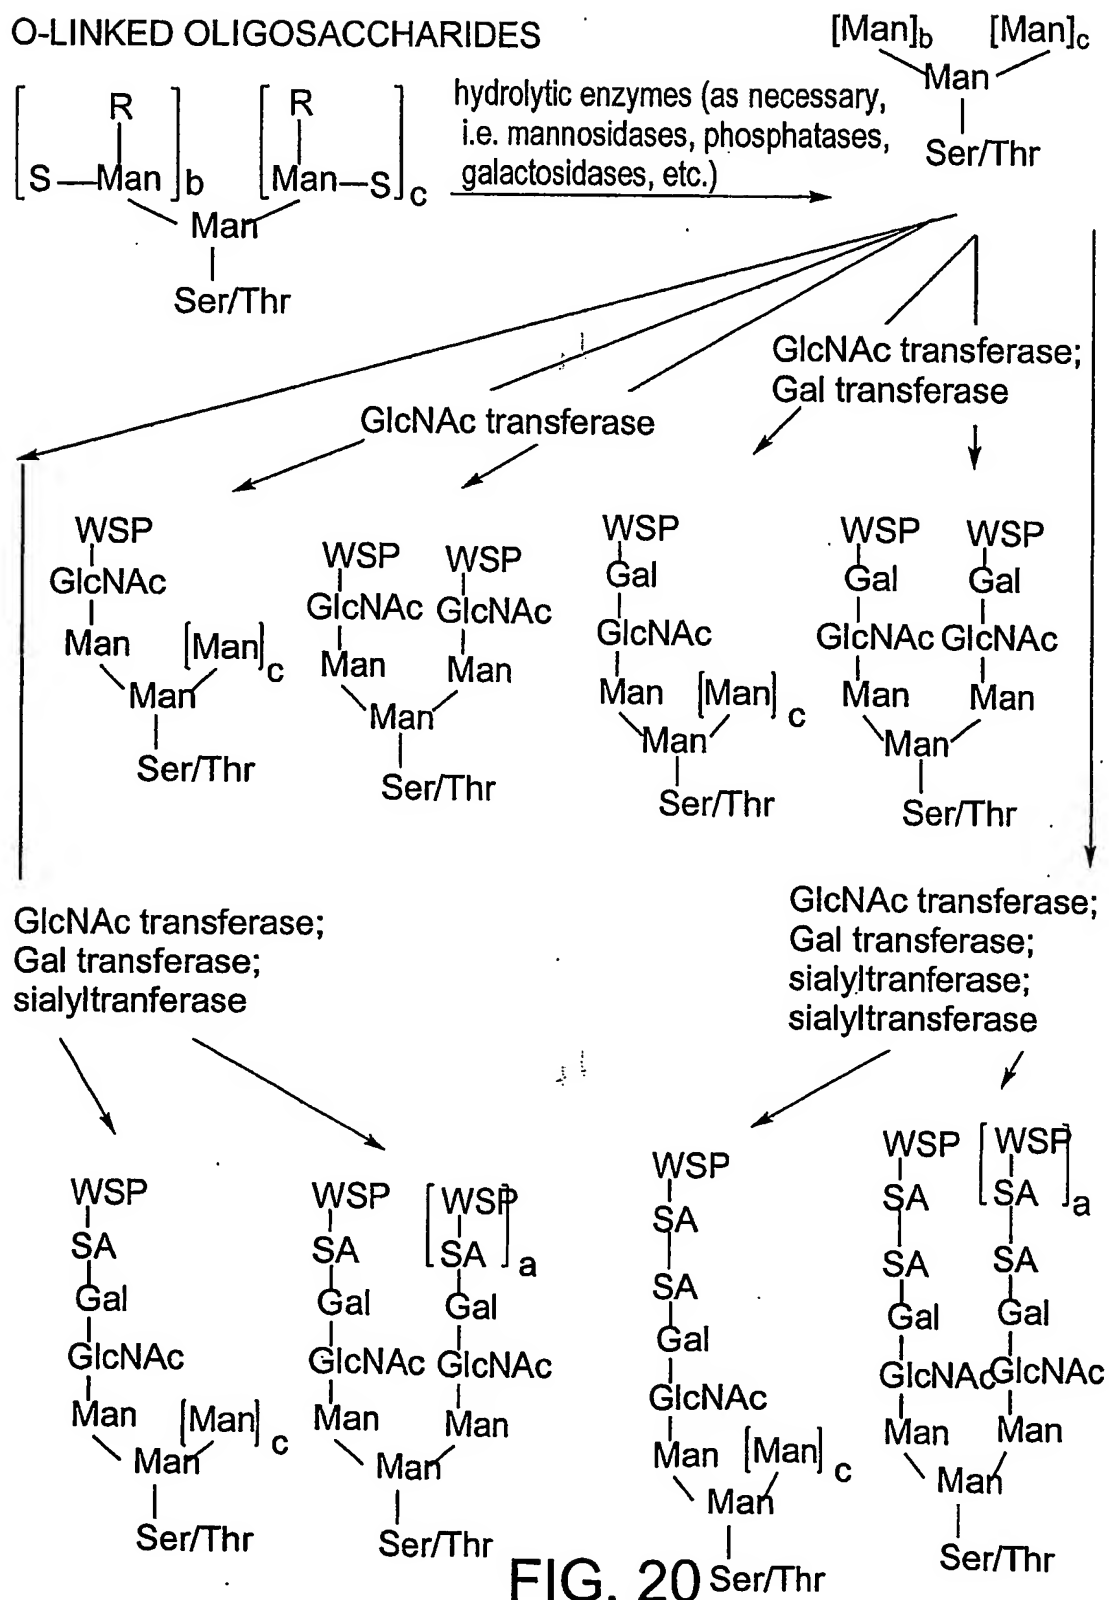 O-LINKED OLIGOSACCHARIDES
[Man]b [Man]c
Man
Ser/Thr
[ R ]b [ R ]c
S—Man Man—S
Man
Ser/Thr
hydrolytic enzymes (as necessary,
i.e. mannosidases, phosphatases,
galactosidases, etc.)
GlcNAc transferase
GlcNAc transferase;
Gal transferase
WSP
GlcNAc
Man [Man]c
Man
Ser/Thr
WSP WSP
GlcNAc GlcNAc
Man Man
Man
Ser/Thr
WSP
Gal
GlcNAc
Man [Man]c
Man
Ser/Thr
WSP WSP
Gal Gal
GlcNAc GlcNAc
Man Man
Man
Ser/Thr
GlcNAc transferase;
Gal transferase;
sialyltranferase
GlcNAc transferase;
Gal transferase;
sialyltranferase;
sialyltransferase
WSP
SA
Gal
GlcNAc
Man [Man]c
Man
Ser/Thr
WSP [WSP
SA SA]a
Gal Gal
GlcNAc GlcNAc
Man Man
Man
Ser/Thr
WSP
SA
SA
Gal
GlcNAc
Man [Man]c
Man
Ser/Thr
WSP [WSP
SA SA]a
SA SA
Gal Gal
GlcNAc GlcNAc
Man Man
Man
Ser/Thr
FIG. 20